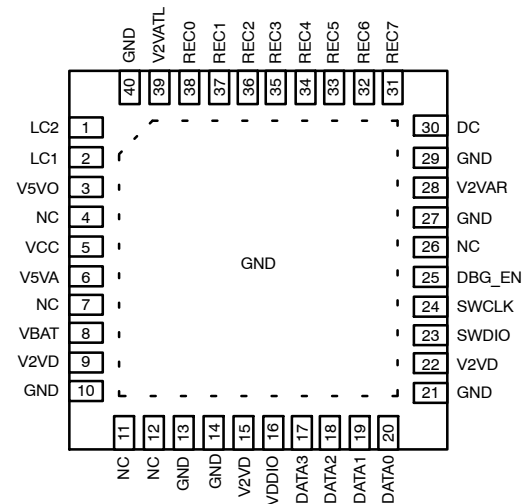 GND
V2VATL
REC0
REC1
REC2
REC3
REC4
REC5
REC6
REC7
40
39
38
37
36
35
34
33
32
31
LC2 1
LC1 2
V5VO 3
NC 4
VCC 5
V5VA 6
NC 7
VBAT 8
V2VD 9
GND 10
GND
30 DC
29 GND
28 V2VAR
27 GND
26 NC
25 DBG_EN
24 SWCLK
23 SWDIO
22 V2VD
21 GND
11
12
13
14
15
16
17
18
19
20
NC
NC
GND
GND
V2VD
VDDIO
DATA3
DATA2
DATA1
DATA0